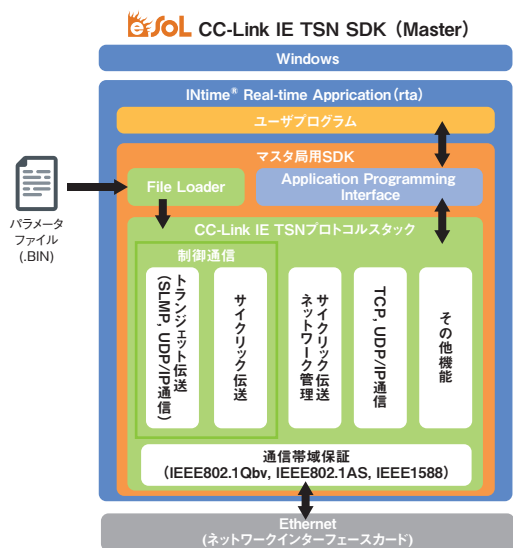 eSOL CC-Link IE TSN SDK（Master）
Windows
INtime® Real-time Apprication（rta）
ユーザプログラム
マスタ局用SDK
File Loader
Application Programming
Interface
パラメータ
ファイル
(.BIN)
CC-Link IE TSNプロトコルスタック
制御通信
トランジェット伝送
(SLMP, UDP/IP通信)
サイクリック伝送
サイクリック伝送
ネットワーク管理
TCP, UDP/IP通信
その他機能
通信帯域保証
（IEEE802.1Qbv, IEEE802.1AS, IEEE1588）
Ethernet
(ネットワークインターフェースカード)